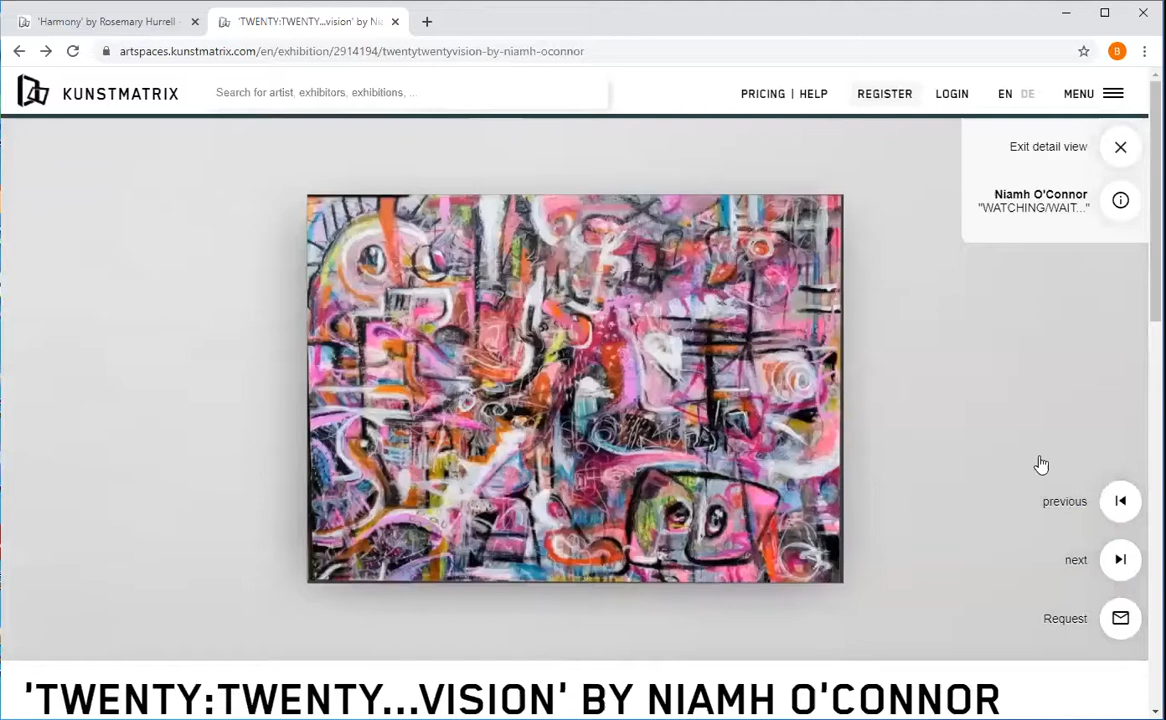 'Harmony' by Rosemary Hurrell -
'TWENTY:TWENTY...vision' by Nia
artspaces.kunstmatrix.com/en/exhibition/2914194/twentytwentyvision-by-niamh-oconnor
B
KUNSTMATRIX
Search for artist, exhibitors, exhibitions, ...
PRICING | HELP
REGISTER
LOGIN
EN DE
MENU
Exit detail view
Niamh O'Connor
"WATCHING/WAIT..."
previous
next
Request
'TWENTY:TWENTY...VISION' BY NIAMH O'CONNOR